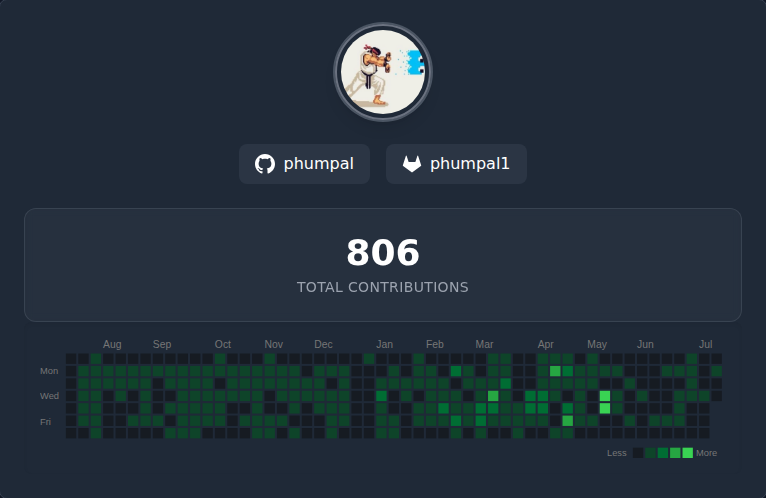 phumpal phumpal1
806
TOTAL CONTRIBUTIONS
Aug Sep Oct Nov Dec Jan Feb Mar Apr May Jun Jul
Mon
Wed
Fri
Less More